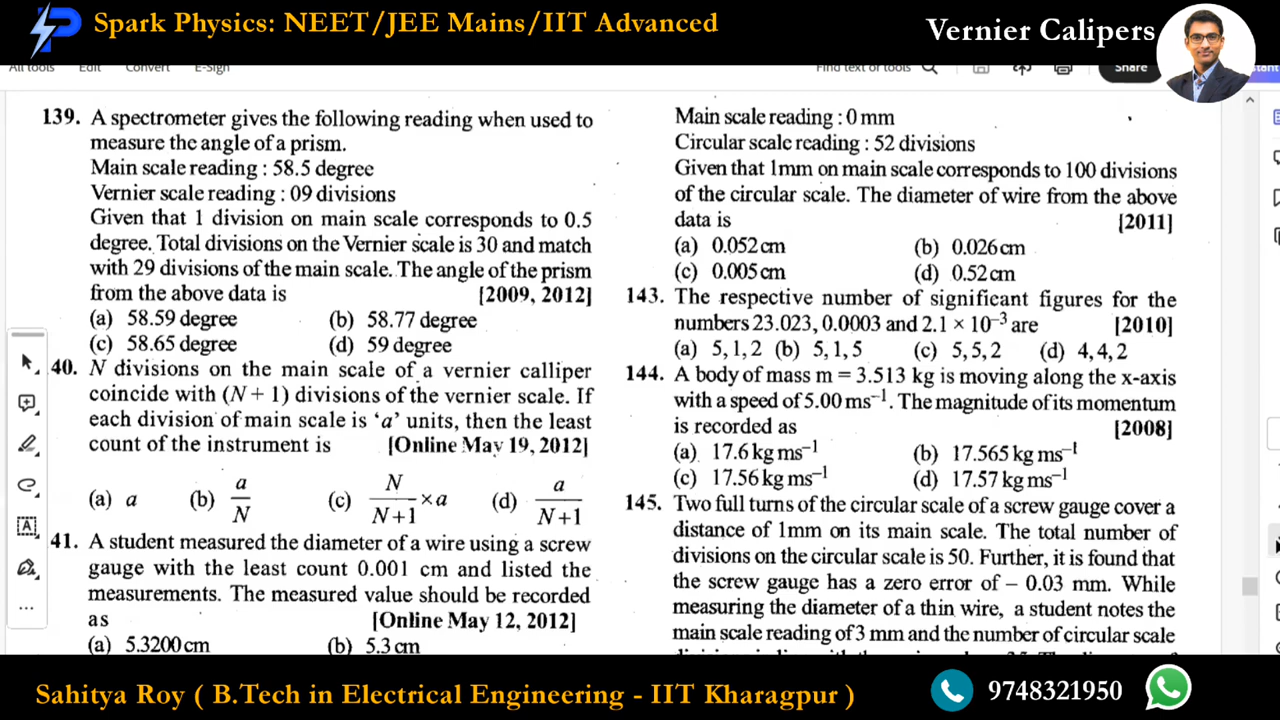 Spark Physics: NEET/JEE Mains/IIT Advanced
Vernier Calipers
All tools Edit Convert E-Sign
Find text or tools
Share
139. A spectrometer gives the following reading when used to
measure the angle of a prism.
Main scale reading : 58.5 degree
Vernier scale reading : 09 divisions
Given that 1 division on main scale corresponds to 0.5
degree. Total divisions on the Vernier scale is 30 and match
with 29 divisions of the main scale. The angle of the prism
from the above data is [2009, 2012]
(a) 58.59 degree (b) 58.77 degree
(c) 58.65 degree (d) 59 degree
40. N divisions on the main scale of a vernier calliper
coincide with (N + 1) divisions of the vernier scale. If
each division of main scale is ‘a’ units, then the least
count of the instrument is [Online May 19, 2012]
(a) a (b) a/N (c) N/(N+1) × a (d) a/(N+1)
41. A student measured the diameter of a wire using a screw
gauge with the least count 0.001 cm and listed the
measurements. The measured value should be recorded
as [Online May 12, 2012]
(a) 5.3200 cm (b) 5.3 cm
Main scale reading : 0 mm
Circular scale reading : 52 divisions
Given that 1mm on main scale corresponds to 100 divisions
of the circular scale. The diameter of wire from the above
data is [2011]
(a) 0.052 cm (b) 0.026 cm
(c) 0.005 cm (d) 0.52 cm
143. The respective number of significant figures for the
numbers 23.023, 0.0003 and 2.1 × 10⁻³ are [2010]
(a) 5, 1, 2 (b) 5, 1, 5 (c) 5, 5, 2 (d) 4, 4, 2
144. A body of mass m = 3.513 kg is moving along the x-axis
with a speed of 5.00 ms⁻¹. The magnitude of its momentum
is recorded as [2008]
(a) 17.6 kg ms⁻¹ (b) 17.565 kg ms⁻¹
(c) 17.56 kg ms⁻¹ (d) 17.57 kg ms⁻¹
145. Two full turns of the circular scale of a screw gauge cover a
distance of 1mm on its main scale. The total number of
divisions on the circular scale is 50. Further, it is found that
the screw gauge has a zero error of – 0.03 mm. While
measuring the diameter of a thin wire, a student notes the
main scale reading of 3 mm and the number of circular scale
Sahitya Roy ( B.Tech in Electrical Engineering - IIT Kharagpur )
9748321950